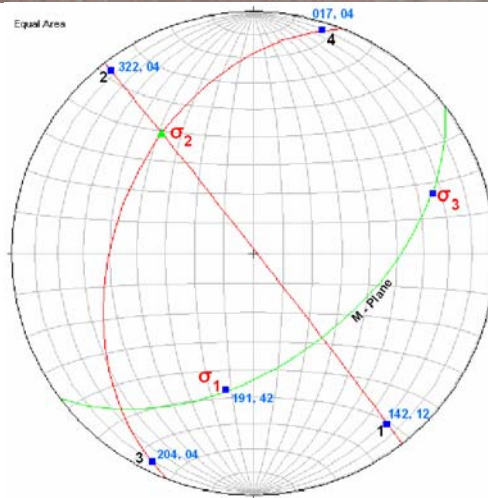 Equal Area
017, 04
4
322, 04
2
σ2
σ3
M - Plane
σ1
191, 42
142, 12
1
3
204, 04